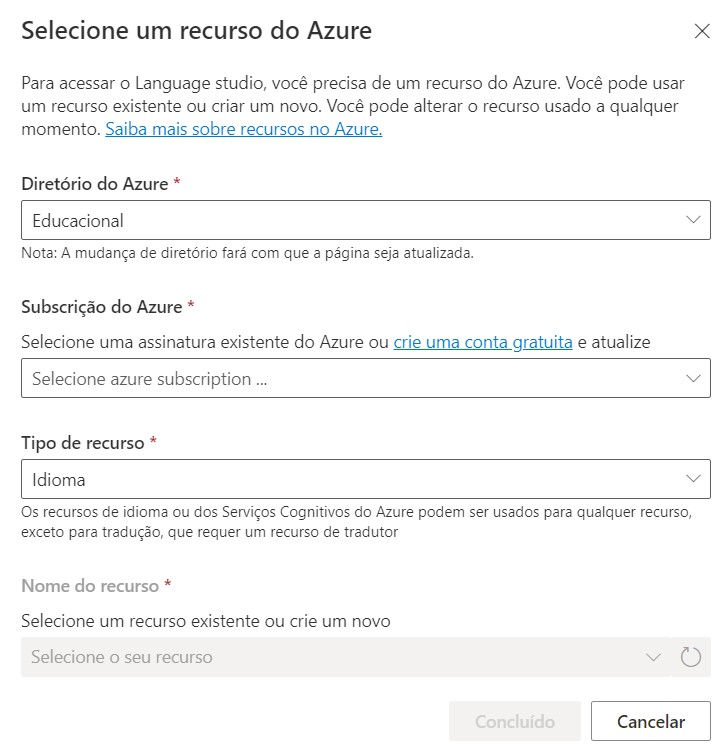 Selecione um recurso do Azure
Para acessar o Language studio, você precisa de um recurso do Azure. Você pode usar
um recurso existente ou criar um novo. Você pode alterar o recurso usado a qualquer
momento. Saiba mais sobre recursos no Azure.
Diretório do Azure *
Educacional
Nota: A mudança de diretório fará com que a página seja atualizada.
Subscrição do Azure *
Selecione uma assinatura existente do Azure ou crie uma conta gratuita e atualize
Selecione azure subscription ...
Tipo de recurso *
Idioma
Os recursos de idioma ou dos Serviços Cognitivos do Azure podem ser usados para qualquer recurso,
exceto para tradução, que requer um recurso de tradutor
Nome do recurso *
Selecione um recurso existente ou crie um novo
Selecione o seu recurso
Concluído
Cancelar